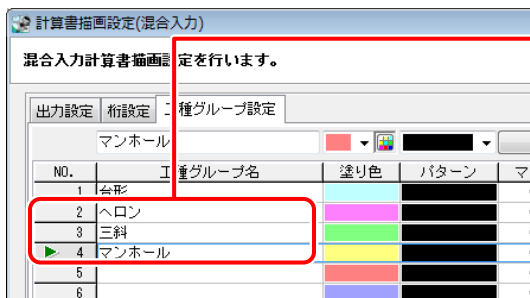 計算書描画設定(混合入力)
混合入力計算書描画設定を行います。
出力設定 桁設定 工種グループ設定
マンホール
NO. 工種グループ名 塗り色 パターン マ
1 台形
2 ヘロン
3 三斜
4 マンホール
5
6